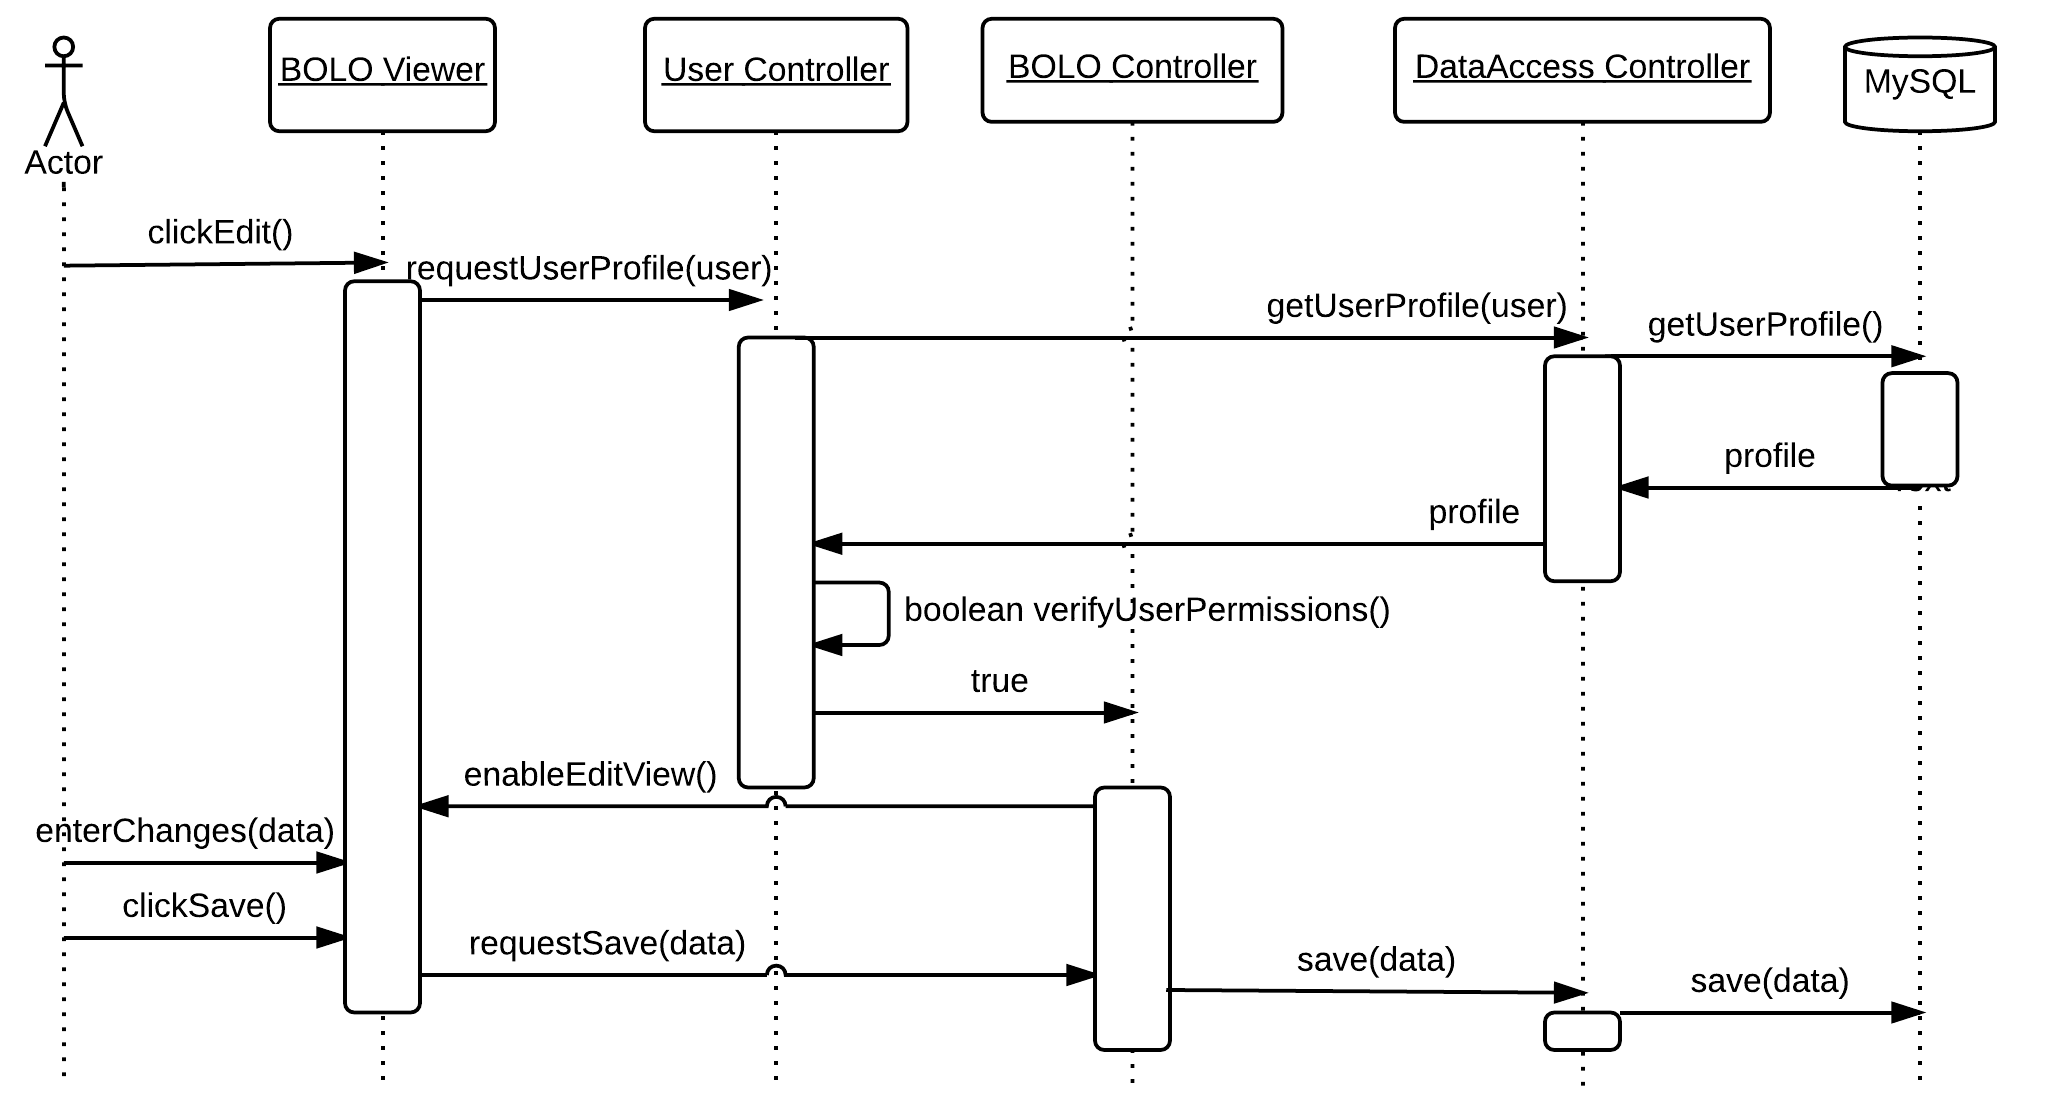 BOLO Viewer
User Controller
BOLO Controller
DataAccess Controller
MySQL
Actor
clickEdit()
requestUserProfile(user)
getUserProfile(user)
getUserProfile()
profile
profile
boolean verifyUserPermissions()
true
enableEditView()
enterChanges(data)
clickSave()
requestSave(data)
save(data)
save(data)